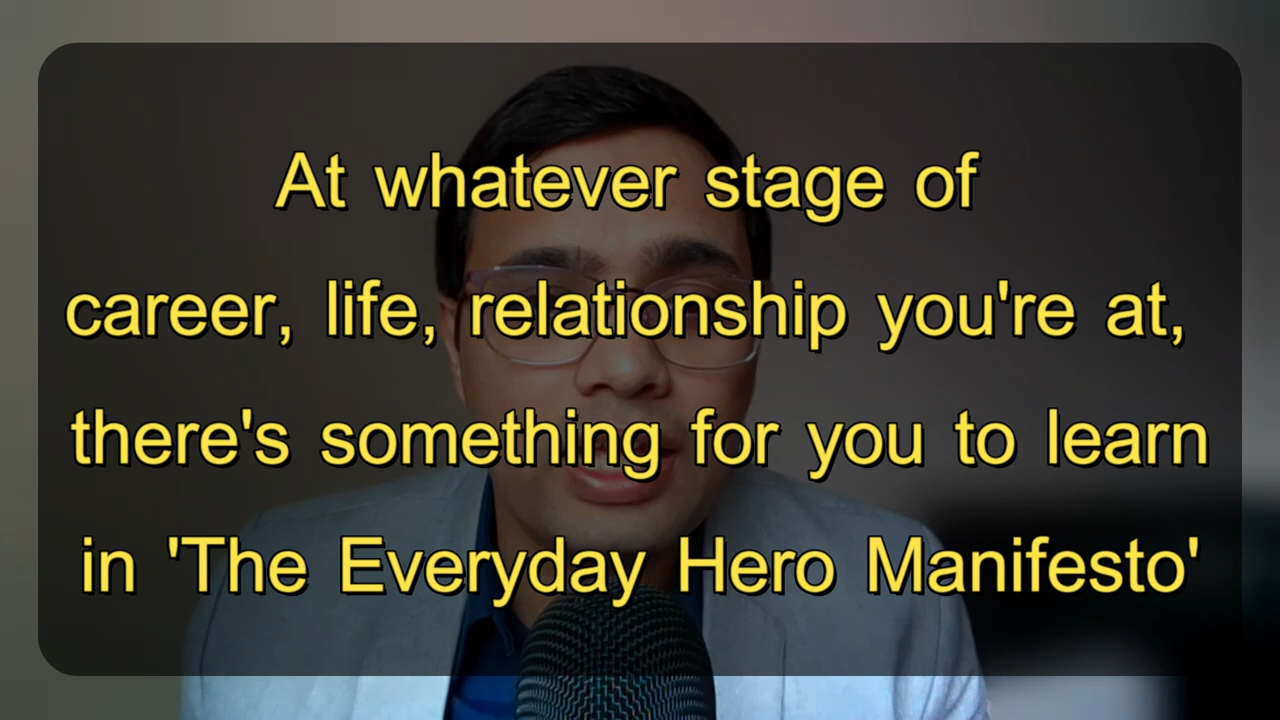 At whatever stage of
career, life, relationship you're at,
there's something for you to learn
in 'The Everyday Hero Manifesto'